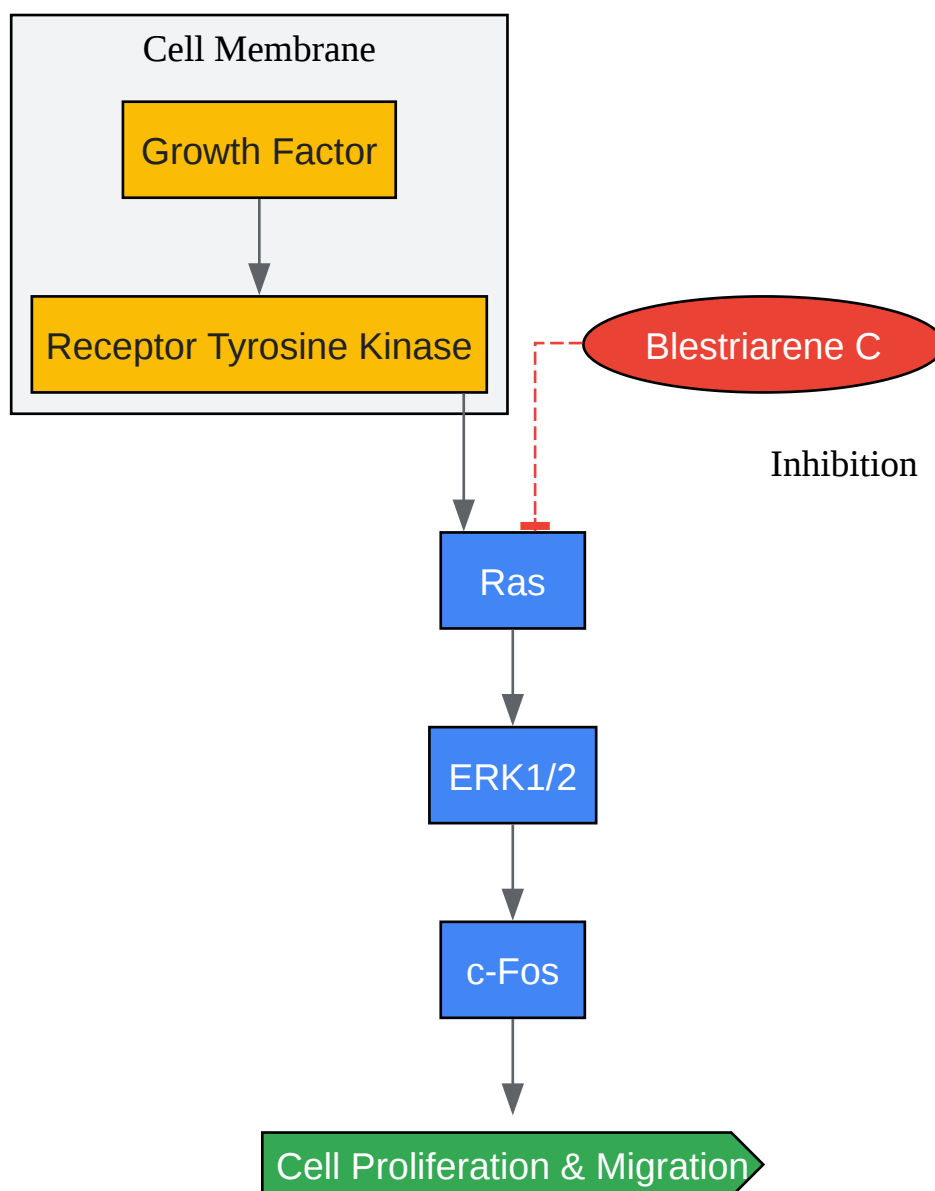 Cell Membrane
Growth Factor
Receptor Tyrosine Kinase
Blestriarene C
Inhibition
Ras
ERK1/2
c-Fos
Cell Proliferation & Migration